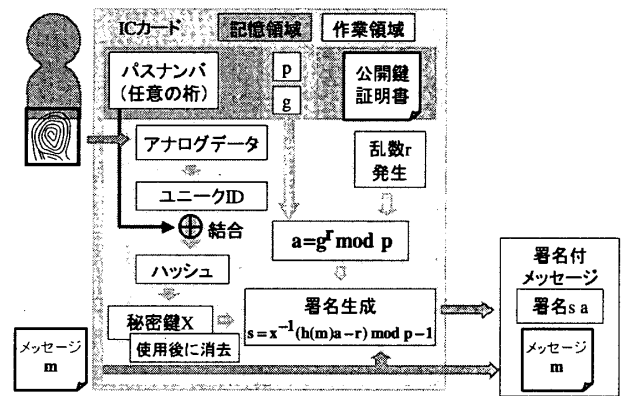 ICカード
記憶領域
作業領域
パスナンバ
(任意の桁)
p
g
公開鍵
証明書
アナログデータ
乱数r
発生
ユニークID
結合
a=g^r mod p
ハッシュ
署名付
メッセージ
署名s a
秘密鍵X
使用後に消去
署名生成
s=x⁻¹(h(m)a−r) mod p−1
メッセージ
m
メッセージ
m